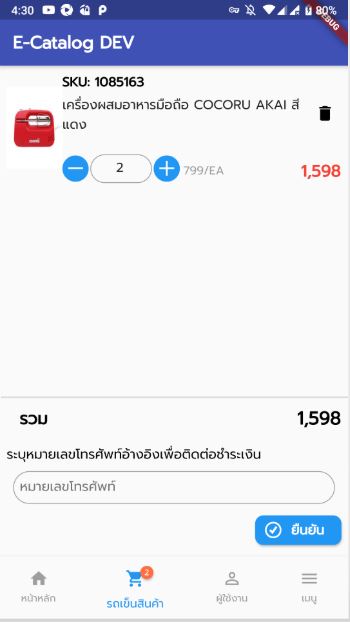 4:30
80%
DEBUG
E-Catalog DEV
SKU: 1085163
เครื่องผสมอาหารมือถือ COCORU AKAI สี
แดง
2
799/EA
1,598
รวม
1,598
ระบุหมายเลขโทรศัพท์อ้างอิงเพื่อติดต่อชำระเงิน
หมายเลขโทรศัพท์
ยืนยัน
2
หน้าหลัก
รถเข็นสินค้า
ผู้ใช้งาน
เมนู